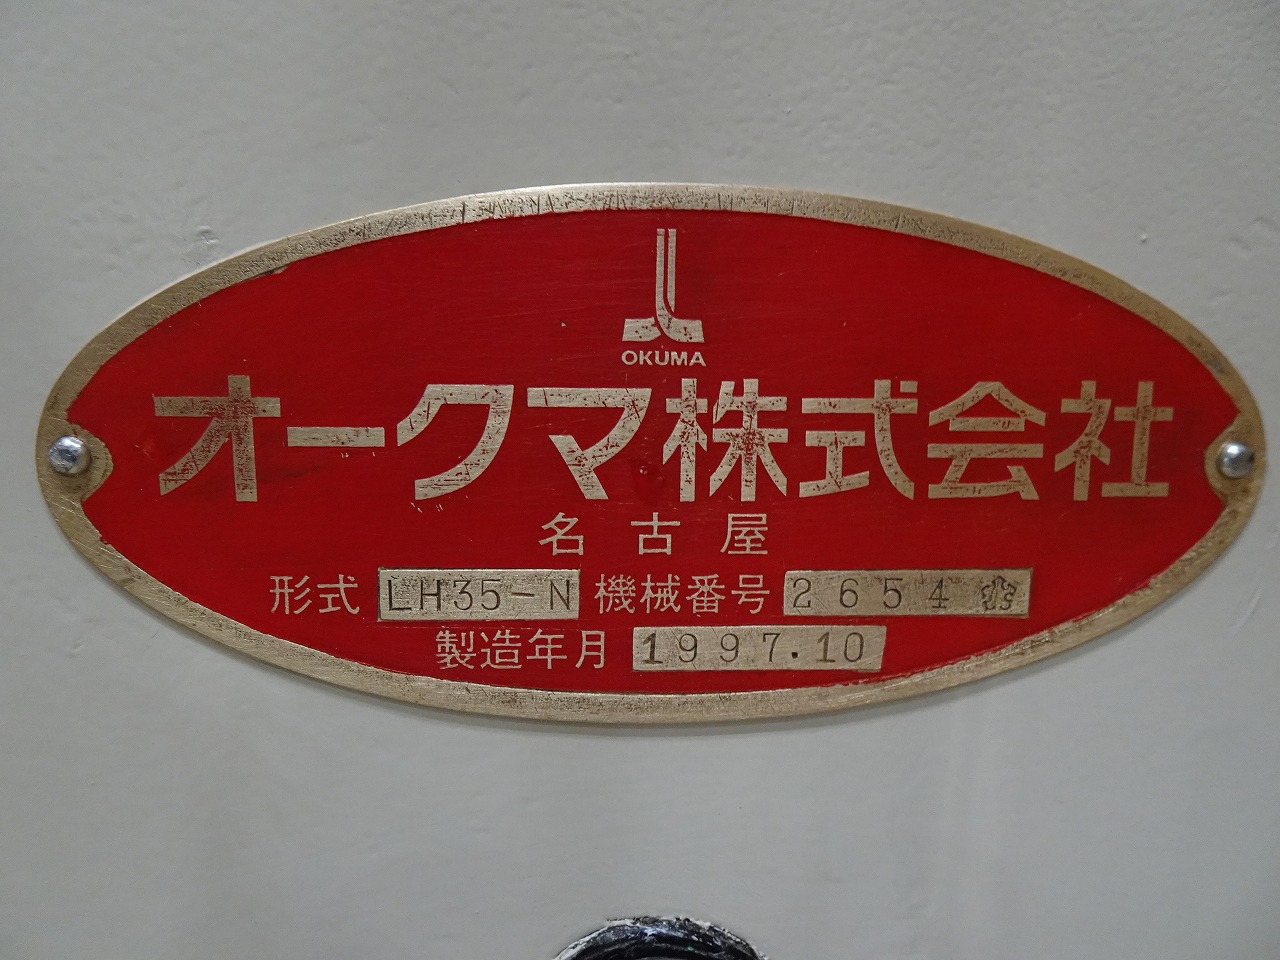 OKUMA
オークマ株式会社
名古屋
形式 LH35-N 機械番号 2654
製造年月 1997.10